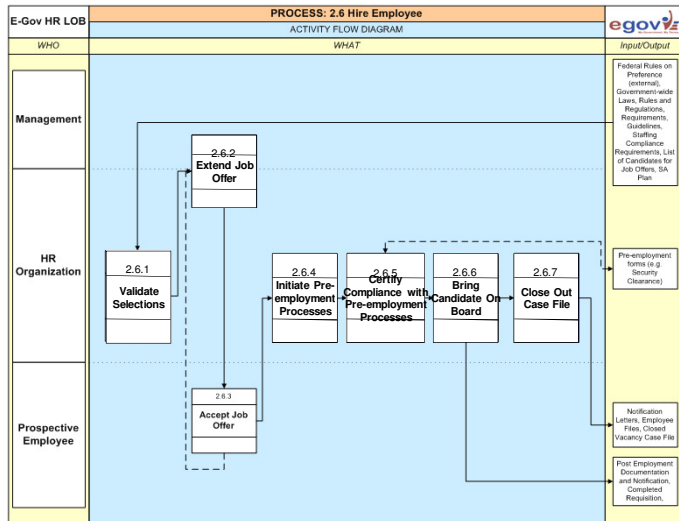 E-Gov HR LOB
PROCESS: 2.6 Hire Employee
ACTIVITY FLOW DIAGRAM
egov
WHO
WHAT
Input/Output
Management
HR
Organization
Prospective
Employee
2.6.1
Validate
Selections
2.6.2
Extend Job
Offer
2.6.3
Accept Job
Offer
2.6.4
Initiate Pre-
employment
Processes
2.6.5
Certify
Compliance with
Pre-employment
Processes
2.6.6
Bring
Candidate On
Board
2.6.7
Close Out
Case File
Federal Rules on
Preference
(external),
Government-wide
Laws, Rules and
Regulations,
Requirements,
Guidelines,
Staffing
Compliance
Requirements, List
of Candidates for
Job Offers, SA
Plan
Pre-employment
forms (e.g.
Security
Clearance)
Notification
Letters, Employee
Files, Closed
Vacancy Case File
Post Employment
Documentation
and Notification,
Completed
Requisition,